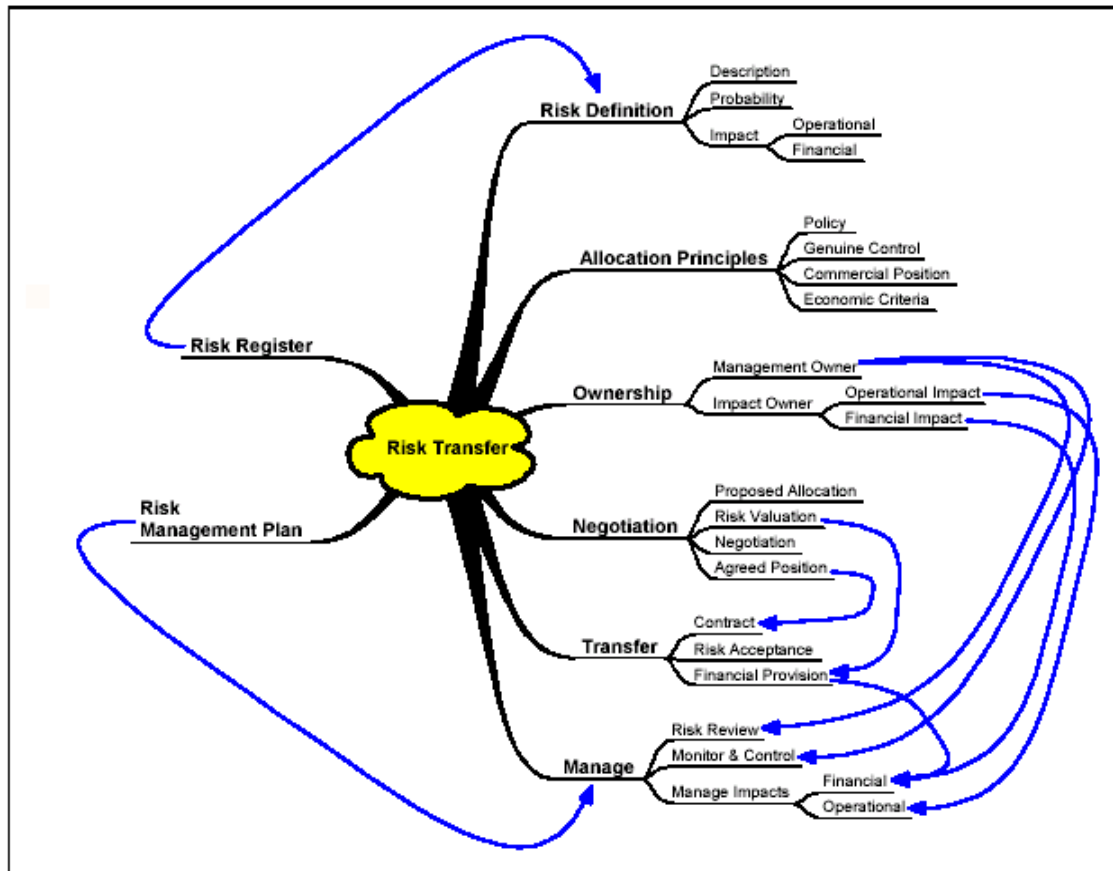 Risk Definition
Description
Probability
Impact
Operational
Financial
Allocation Principles
Policy
Genuine Control
Commercial Position
Economic Criteria
Risk Register
Ownership
Management Owner
Impact Owner
Operational Impact
Financial Impact
Risk Transfer
Risk
Management Plan
Negotiation
Proposed Allocation
Risk Valuation
Negotiation
Agreed Position
Transfer
Contract
Risk Acceptance
Financial Provision
Manage
Risk Review
Monitor & Control
Manage Impacts
Financial
Operational